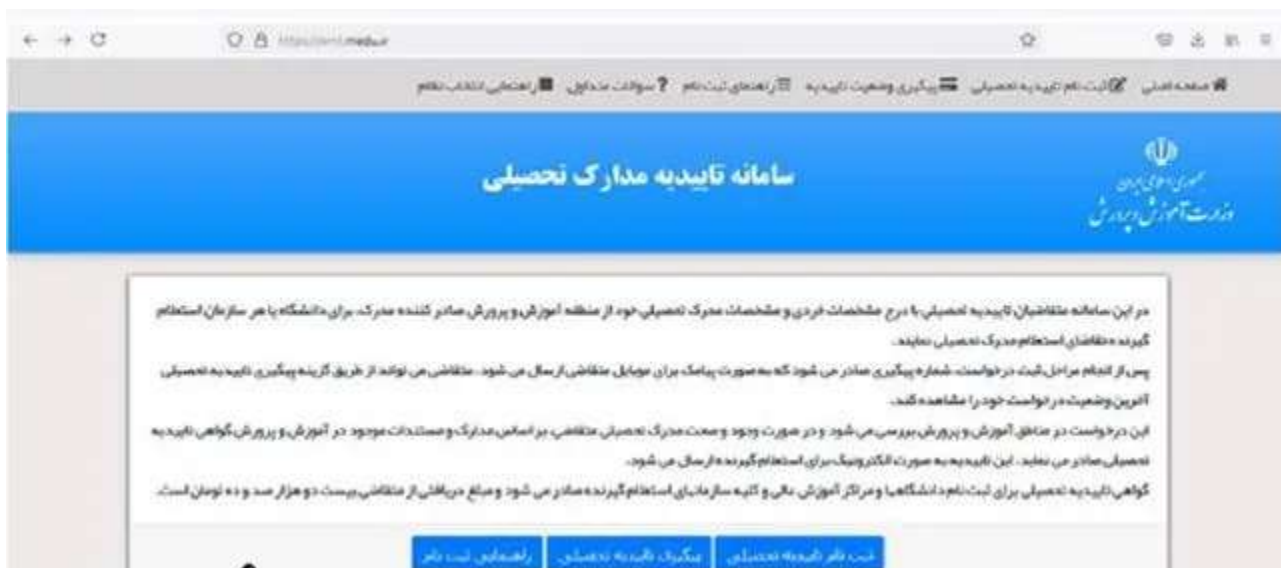 صفحه اصلی ثبت نام تاییدیه تحصیلی پیگیری وضعیت تاییدیه راهنمای ثبت نام ? سوالات متداول راهنمایی انتخاب نظام
سامانه تاییدیه مدارک تحصیلی
جمهوری اسلامی ایران
وزارت آموزش و پرورش
در این سامانه متقاضیان تاییدیه تحصیلی با درج مشخصات فردی و مشخصات مدرک تحصیلی خود از منطقه آموزش و پرورش صادر کننده مدرک، برای دانشگاه یا هر سازمان استعلام
گیرنده تقاضای استعلام مدرک تحصیلی نمایند.
پس از انجام مراحل ثبت درخواست، شماره پیگیری صادر می شود که به صورت پیامک برای موبایل متقاضی ارسال می شود. متقاضی می تواند از طریق گزینه پیگیری تاییدیه تحصیلی
آخرین وضعیت درخواست خود را مشاهده کند.
این درخواست در مناطق آموزش و پرورش بررسی می شود و در صورت وجود و صحت مدرک تحصیلی متقاضی، بر اساس مدارک و مستندات موجود در آموزش و پرورش گواهی تاییدیه
تحصیلی صادر می نماید. این تاییدیه به صورت الکترونیک برای استعلام گیرنده ارسال می شود.
گواهی تاییدیه تحصیلی برای ثبت نام دانشگاهها و مراکز آموزش عالی و کلیه سازمانهای استعلام گیرنده صادر می شود و مبلغ دریافتی از متقاضی بیست دو هزار صد و ده تومان است.
ثبت نام تاییدیه تحصیلی پیگیری تاییدیه تحصیلی راهنمایی ثبت نام